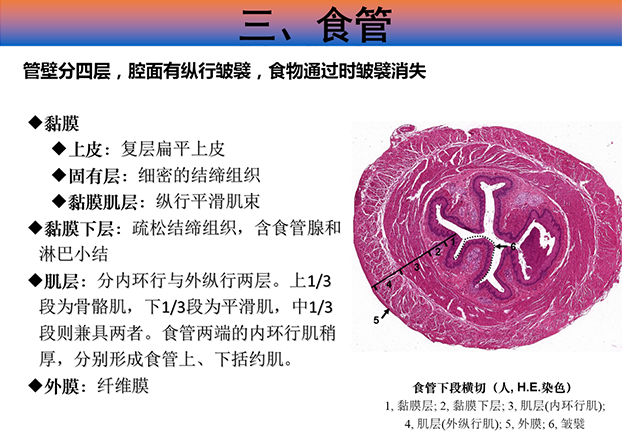 三、食管
管壁分四层，腔面有纵行皱襞，食物通过时皱襞消失
◆黏膜
◆上皮：复层扁平上皮
◆固有层：细密的结缔组织
◆黏膜肌层：纵行平滑肌束
◆黏膜下层：疏松结缔组织，含食管腺和
淋巴小结
◆肌层：分内环行与外纵行两层。上1/3
段为骨骼肌，下1/3段为平滑肌，中1/3
段则兼具两者。食管两端的内环行肌稍
厚，分别形成食管上、下括约肌。
◆外膜：纤维膜
1
2
3
4
5
6
食管下段横切（人, H.E.染色）
1, 黏膜层; 2, 黏膜下层; 3, 肌层(内环行肌);
4, 肌层(外纵行肌); 5, 外膜; 6, 皱襞